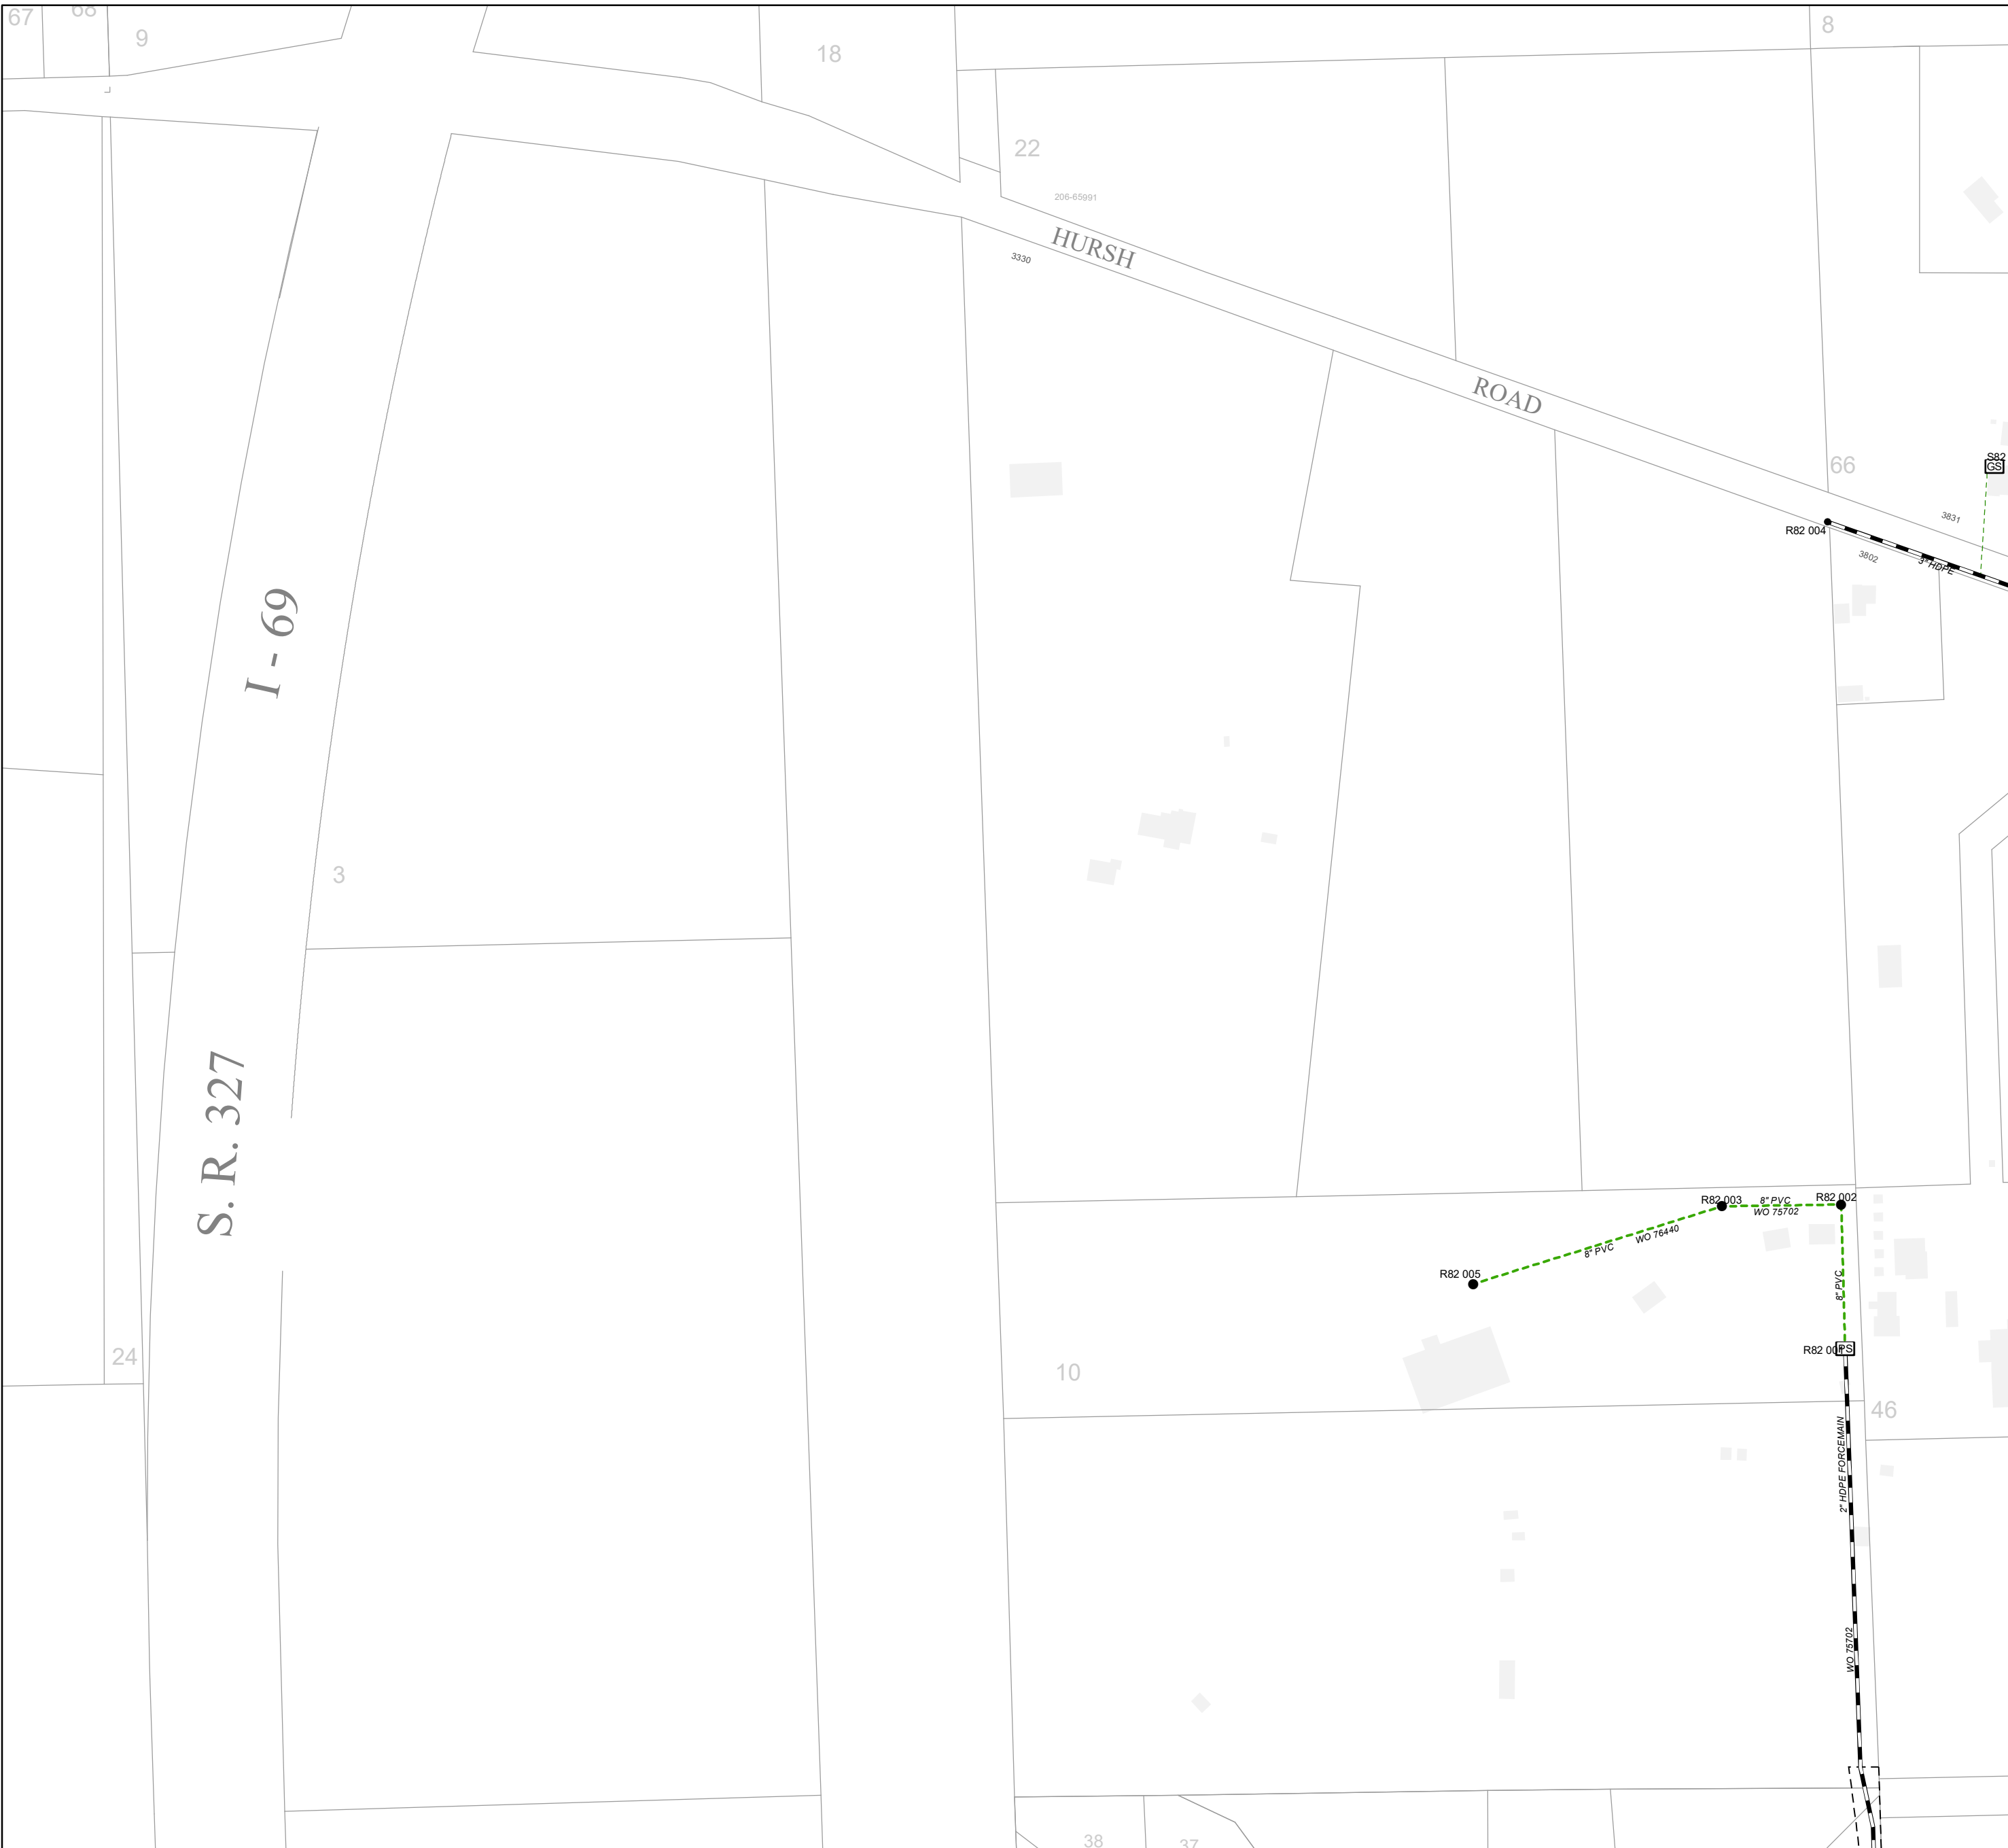 67
68
9
18
8
22
206-65991
HURSH
3330
ROAD
66
S82
GS
3831
R82 004
3802
3" HDPE
I - 69
3
S. R. 327
R82 003
8" PVC
WO 75702
R82 002
8" PVC
WO 76440
R82 005
8" PVC
PS
24
10
46
2" HDPE FORCEMAIN
WO 75702
38
37